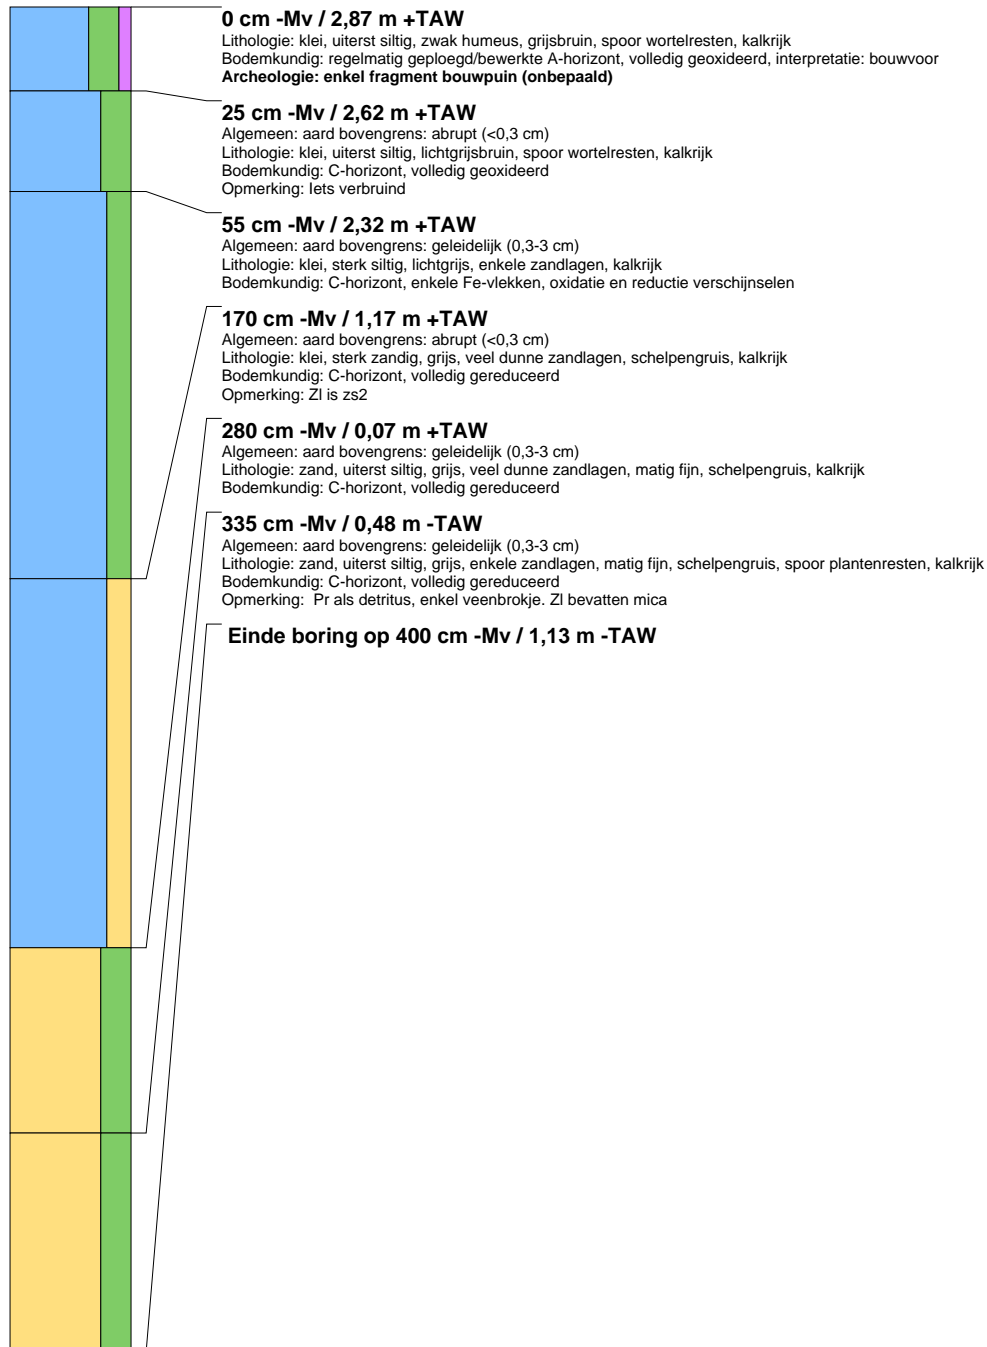 0 cm -Mv / 2,87 m +TAW
Lithologie: klei, uiterst siltig, zwak humeus, grijsbruin, spoor wortelresten, kalkrijk
Bodemkundig: regelmatig geploegd/bewerkte A-horizont, volledig geoxideerd, interpretatie: bouwvoor
Archeologie: enkel fragment bouwpuin (onbepaald)
25 cm -Mv / 2,62 m +TAW
Algemeen: aard bovengrens: abrupt (<0,3 cm)
Lithologie: klei, uiterst siltig, lichtgrijsbruin, spoor wortelresten, kalkrijk
Bodemkundig: C-horizont, volledig geoxideerd
Opmerking: Iets verbruind
55 cm -Mv / 2,32 m +TAW
Algemeen: aard bovengrens: geleidelijk (0,3-3 cm)
Lithologie: klei, sterk siltig, lichtgrijs, enkele zandlagen, kalkrijk
Bodemkundig: C-horizont, enkele Fe-vlekken, oxidatie en reductie verschijnselen
170 cm -Mv / 1,17 m +TAW
Algemeen: aard bovengrens: abrupt (<0,3 cm)
Lithologie: klei, sterk zandig, grijs, veel dunne zandlagen, schelpengruis, kalkrijk
Bodemkundig: C-horizont, volledig gereduceerd
Opmerking: Zl is zs2
280 cm -Mv / 0,07 m +TAW
Algemeen: aard bovengrens: geleidelijk (0,3-3 cm)
Lithologie: zand, uiterst siltig, grijs, veel dunne zandlagen, matig fijn, schelpengruis, kalkrijk
Bodemkundig: C-horizont, volledig gereduceerd
335 cm -Mv / 0,48 m -TAW
Algemeen: aard bovengrens: geleidelijk (0,3-3 cm)
Lithologie: zand, uiterst siltig, grijs, enkele zandlagen, matig fijn, schelpengruis, spoor plantenresten, kalkrijk
Bodemkundig: C-horizont, volledig gereduceerd
Opmerking: Pr als detritus, enkel veenbrokje. Zl bevatten mica
Einde boring op 400 cm -Mv / 1,13 m -TAW